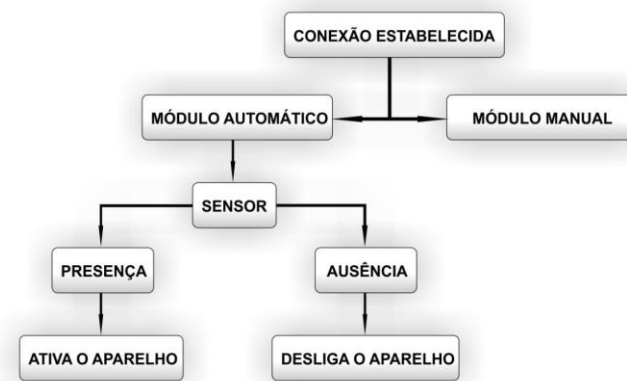 CONEXÃO ESTABELECIDA
MÓDULO AUTOMÁTICO
MÓDULO MANUAL
SENSOR
PRESENÇA
AUSÊNCIA
ATIVA O APARELHO
DESLIGA O APARELHO